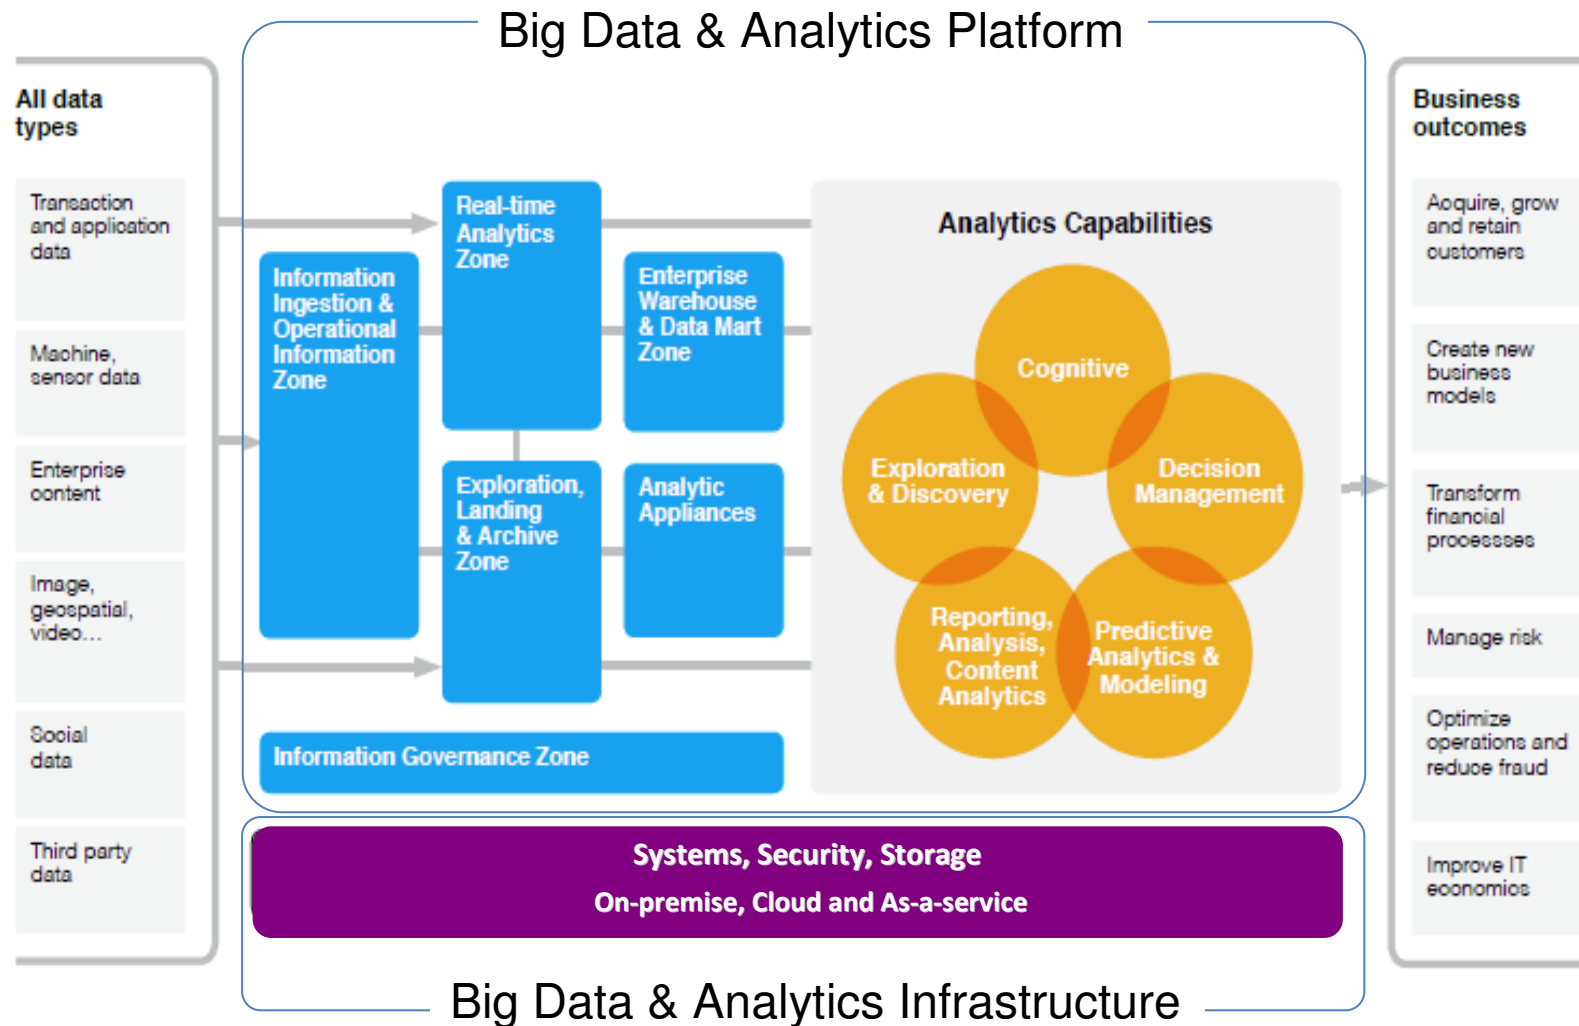 Big Data & Analytics Platform
All data
types
Transaction
and application
data
Machine,
sensor data
Enterprise
content
Image,
geospatial,
video...
Social
data
Third party
data
Information
Ingestion &
Operational
Information
Zone
Real-time
Analytics
Zone
Enterprise
Warehouse
& Data Mart
Zone
Exploration,
Landing
& Archive
Zone
Analytic
Appliances
Information Governance Zone
Analytics Capabilities
Cognitive
Exploration
& Discovery
Decision
Management
Reporting,
Analysis,
Content
Analytics
Predictive
Analytics &
Modeling
Business
outcomes
Acquire, grow
and retain
customers
Create new
business
models
Transform
financial
processses
Manage risk
Optimize
operations and
reduce fraud
Improve IT
economics
Systems, Security, Storage
On-premise, Cloud and As-a-service
Big Data & Analytics Infrastructure